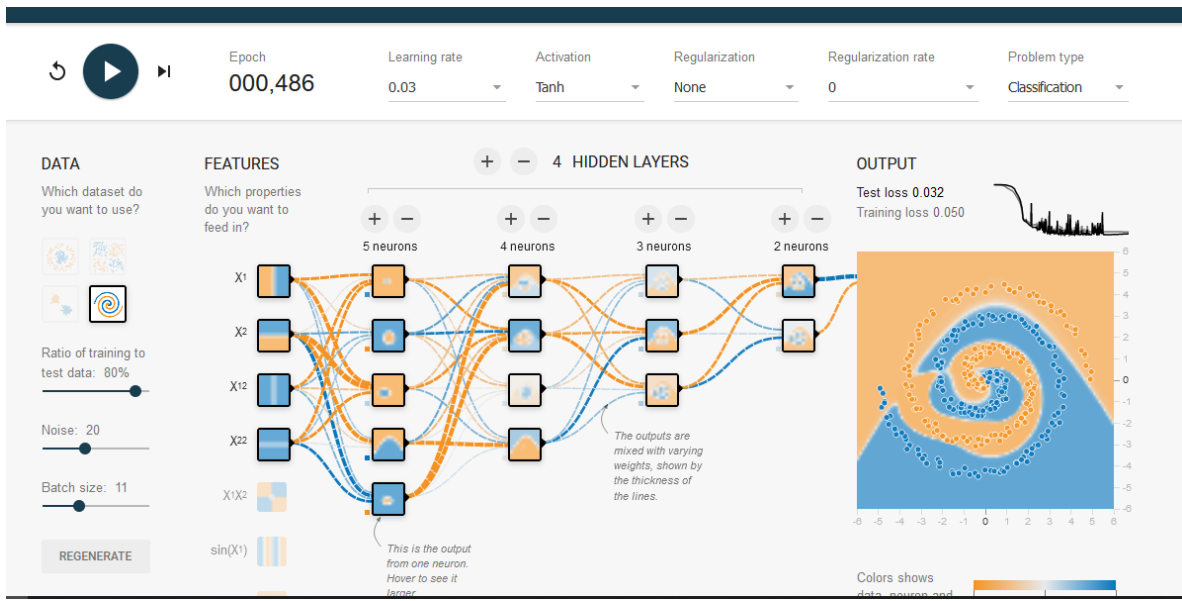 Epoch
000,486
Learning rate
0.03
Activation
Tanh
Regularization
None
Regularization rate
0
Problem type
Classification
DATA
Which dataset do
you want to use?
Ratio of training to
test data: 80%
Noise: 20
Batch size: 11
REGENERATE
FEATURES
Which properties
do you want to
feed in?
X1
X2
X12
X22
X1X2
sin(X1)
+ − 4 HIDDEN LAYERS
+ −
5 neurons
+ −
4 neurons
+ −
3 neurons
+ −
2 neurons
This is the output
from one neuron.
Hover to see it
larger.
The outputs are
mixed with varying
weights, shown by
the thickness of
the lines.
OUTPUT
Test loss 0.032
Training loss 0.050
6
5
4
3
2
1
0
-1
-2
-3
-4
-5
-6
-6 -5 -4 -3 -2 -1 0 1 2 3 4 5 6
Colors shows
data, neuron and